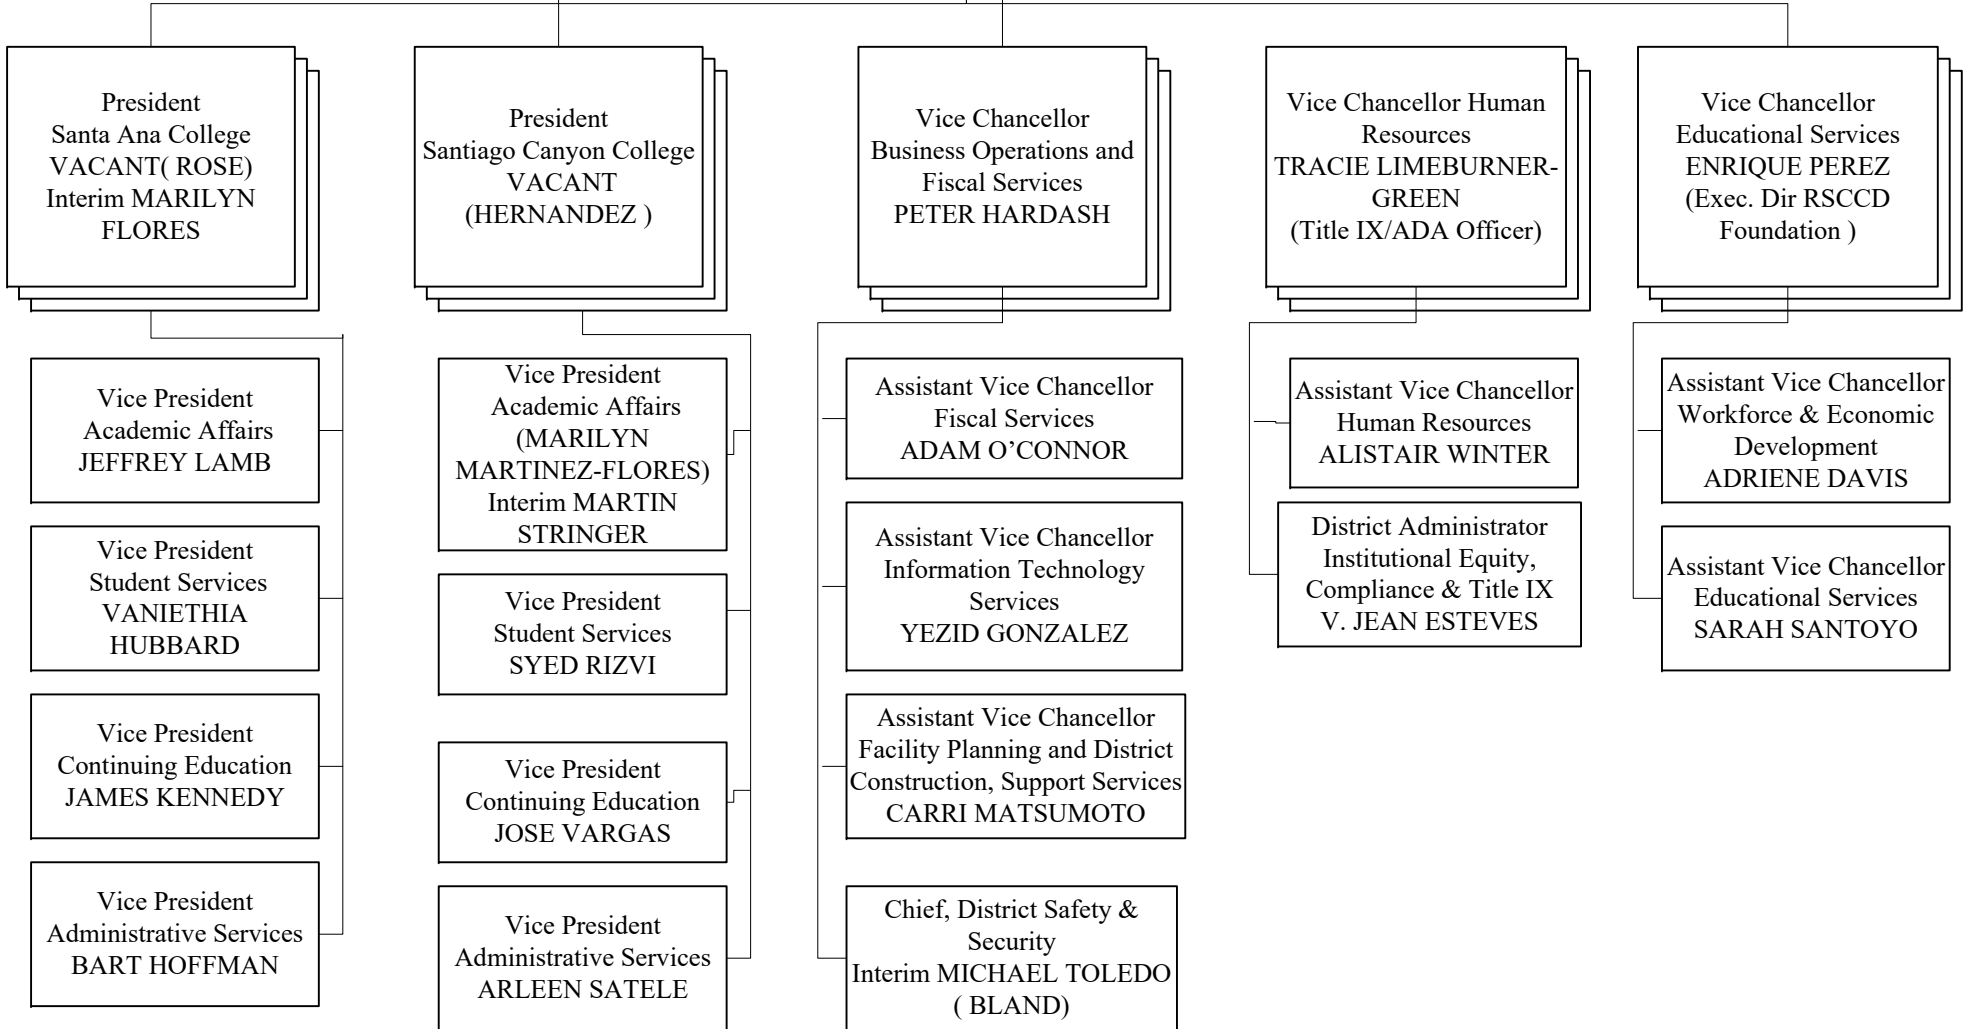 President
Santa Ana College
VACANT( ROSE)
Interim MARILYN
FLORES
President
Santiago Canyon College
VACANT
(HERNANDEZ )
Vice Chancellor
Business Operations and
Fiscal Services
PETER HARDASH
Vice Chancellor Human
Resources
TRACIE LIMEBURNER-
GREEN
(Title IX/ADA Officer)
Vice Chancellor
Educational Services
ENRIQUE PEREZ
(Exec. Dir RSCCD
Foundation )
Vice President
Academic Affairs
JEFFREY LAMB
Vice President
Student Services
VANIETHIA
HUBBARD
Vice President
Continuing Education
JAMES KENNEDY
Vice President
Administrative Services
BART HOFFMAN
Vice President
Academic Affairs
(MARILYN
MARTINEZ-FLORES)
Interim MARTIN
STRINGER
Vice President
Student Services
SYED RIZVI
Vice President
Continuing Education
JOSE VARGAS
Vice President
Administrative Services
ARLEEN SATELE
Assistant Vice Chancellor
Fiscal Services
ADAM O’CONNOR
Assistant Vice Chancellor
Information Technology
Services
YEZID GONZALEZ
Assistant Vice Chancellor
Facility Planning and District
Construction, Support Services
CARRI MATSUMOTO
Chief, District Safety &
Security
Interim MICHAEL TOLEDO
( BLAND)
Assistant Vice Chancellor
Human Resources
ALISTAIR WINTER
District Administrator
Institutional Equity,
Compliance & Title IX
V. JEAN ESTEVES
Assistant Vice Chancellor
Workforce & Economic
Development
ADRIENE DAVIS
Assistant Vice Chancellor
Educational Services
SARAH SANTOYO